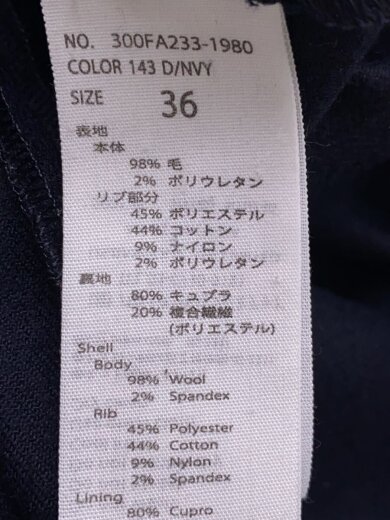 NO. 300FA233-1980
COLOR 143 D/NVY
SIZE 36
表地
本体
98% 毛
2% ポリウレタン
リブ部分
45% ポリエステル
44% コットン
9% ナイロン
2% ポリウレタン
裏地
80% キュプラ
20% 複合繊維
(ポリエステル)
Shell
Body
98% Wool
2% Spandex
Rib
45% Polyester
44% Cotton
9% Nylon
2% Spandex
Lining
80% Cupro